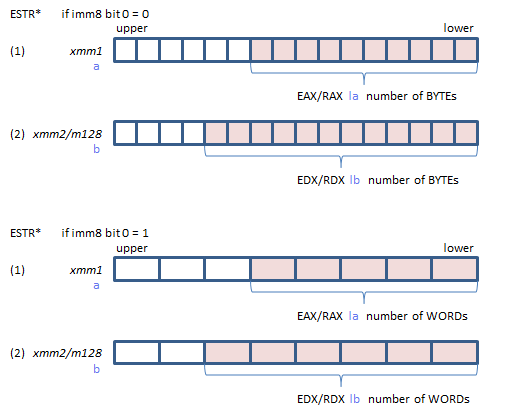 ESTR* if imm8 bit 0 = 0
upper lower
(1) xmm1
a
EAX/RAX la number of BYTEs
(2) xmm2/m128
b
EDX/RDX lb number of BYTEs
ESTR* if imm8 bit 0 = 1
upper lower
(1) xmm1
a
EAX/RAX la number of WORDs
(2) xmm2/m128
b
EDX/RDX lb number of WORDs